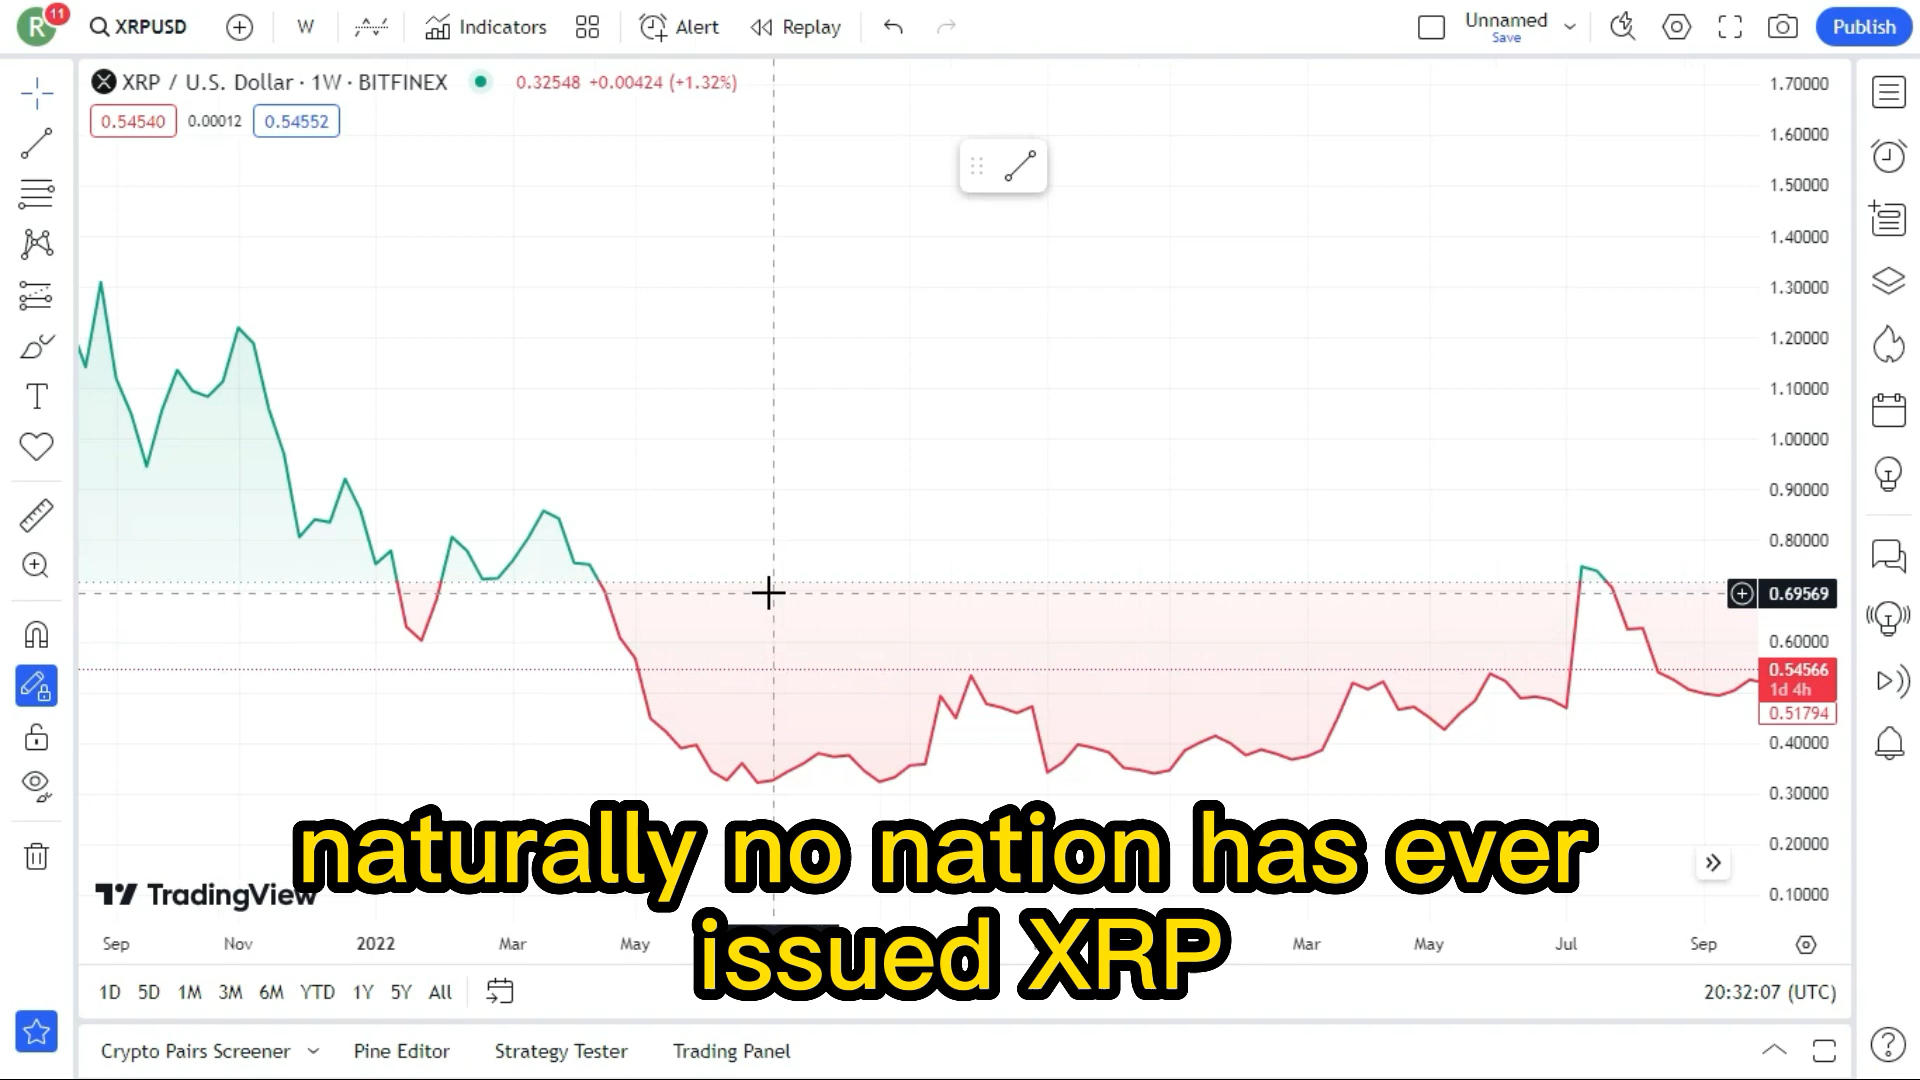 R 11 XRPUSD W Indicators Alert Replay Unnamed Save Publish
XRP / U.S. Dollar · 1W · BITFINEX 0.32548 +0.00424 (+1.32%)
0.54540 0.00012 0.54552
1.70000
1.60000
1.50000
1.40000
1.30000
1.20000
1.10000
1.00000
0.90000
0.80000
0.69569
0.60000
0.54566
1d 4h
0.51794
0.40000
0.30000
0.20000
0.10000
naturally no nation has ever
issued XRP
TradingView
Sep Nov 2022 Mar May Mar May Jul Sep
1D 5D 1M 3M 6M YTD 1Y 5Y All 20:32:07 (UTC)
Crypto Pairs Screener Pine Editor Strategy Tester Trading Panel